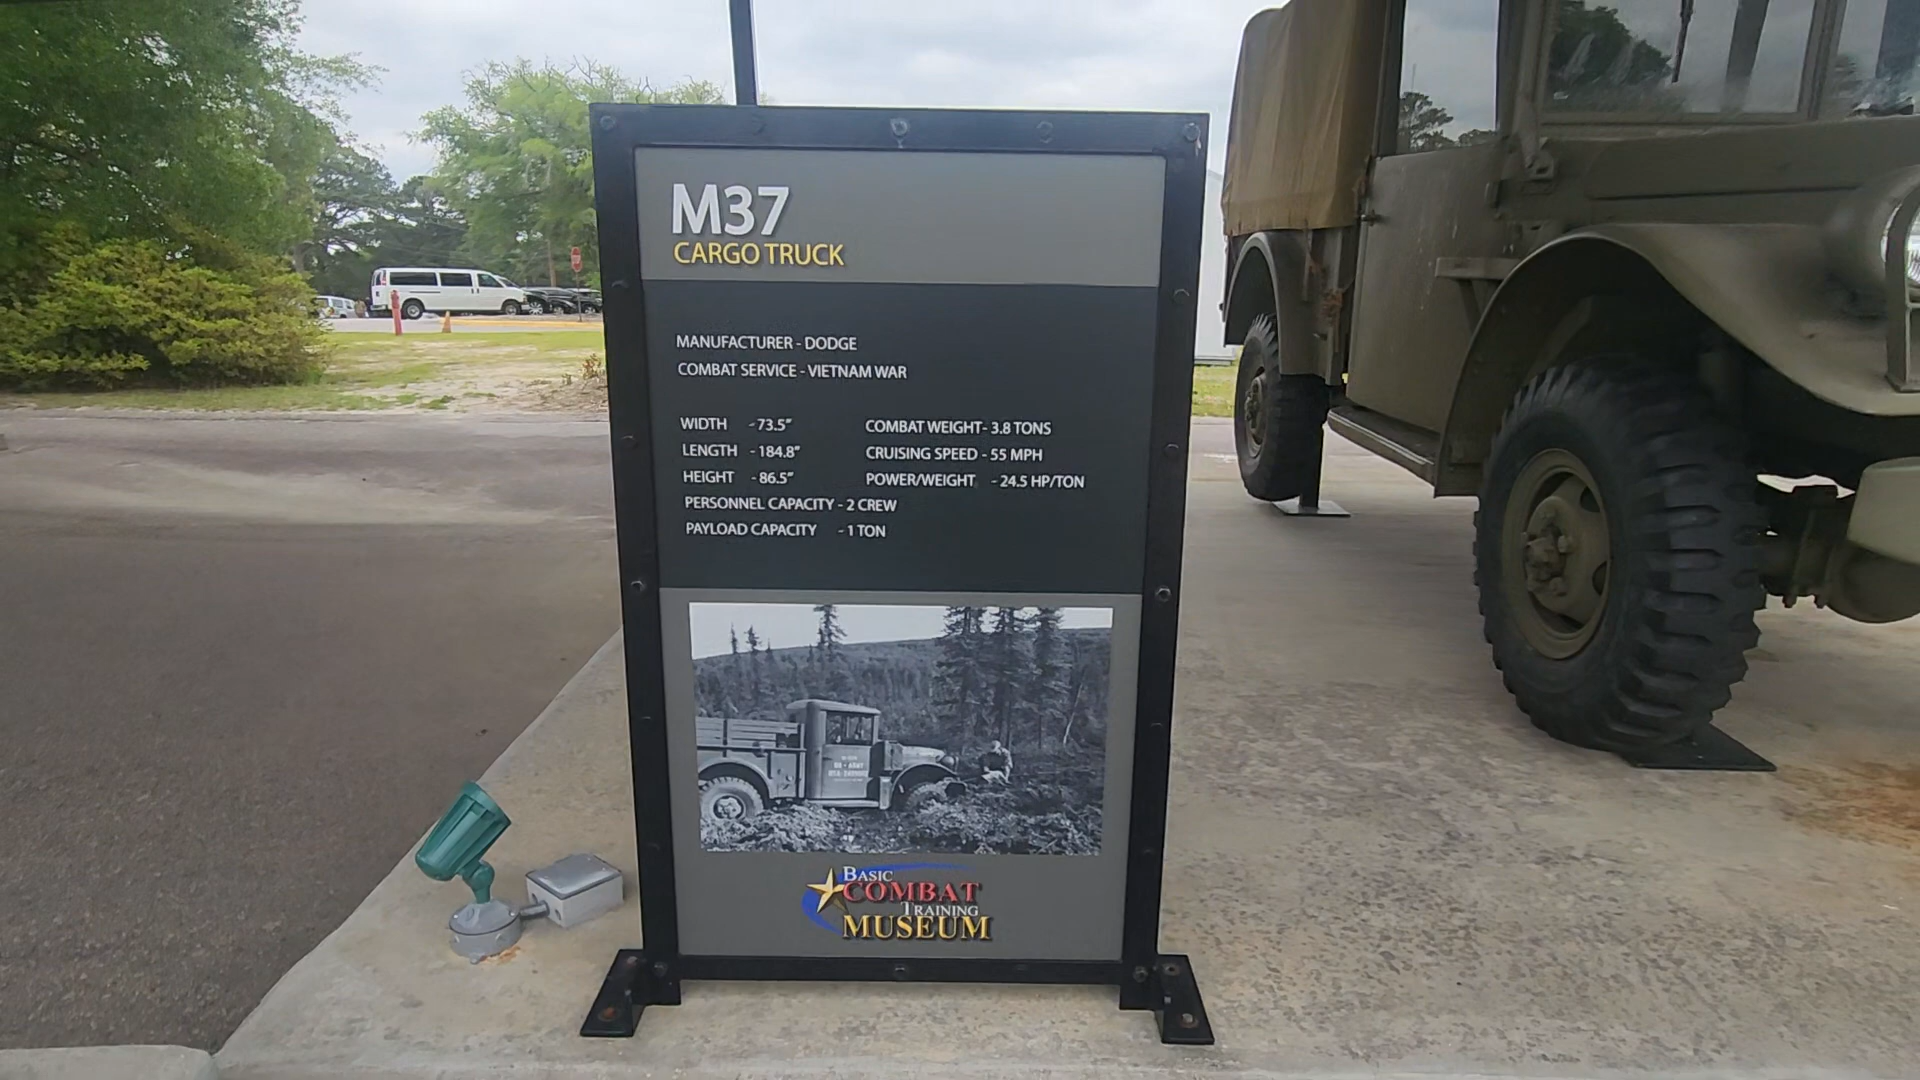 M37
CARGO TRUCK
MANUFACTURER - DODGE
COMBAT SERVICE - VIETNAM WAR
WIDTH - 73.5" COMBAT WEIGHT- 3.8 TONS
LENGTH - 184.8" CRUISING SPEED - 55 MPH
HEIGHT - 86.5" POWER/WEIGHT - 24.5 HP/TON
PERSONNEL CAPACITY - 2 CREW
PAYLOAD CAPACITY - 1 TON
BASIC
COMBAT
TRAINING
MUSEUM